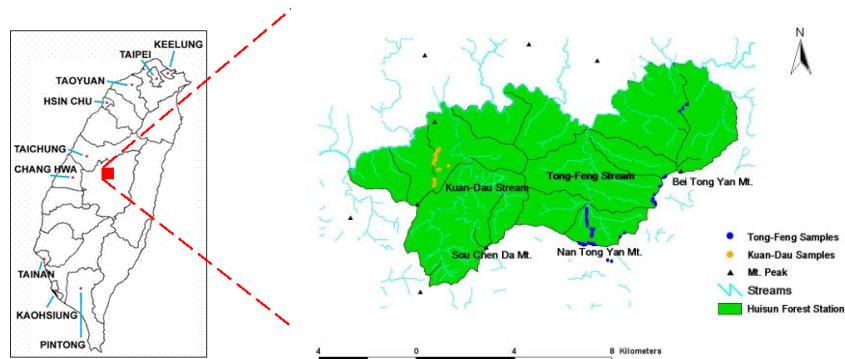 KEELUNG
TAIPEI
TAOYUAN
HSIN CHU
TAICHUNG
CHANG HWA
TAINAN
KAOHSIUNG
PINTONG
N
Kuan-Dau Stream
Tong-Feng Stream
Bei Tong Yan Mt.
Sou Chen Da Mt.
Nan Tong Yan Mt.
Tong-Feng Samples
Kuan-Dau Samples
Mt. Peak
Streams
Huisun Forest Station
4 0 4 8 Kilometers